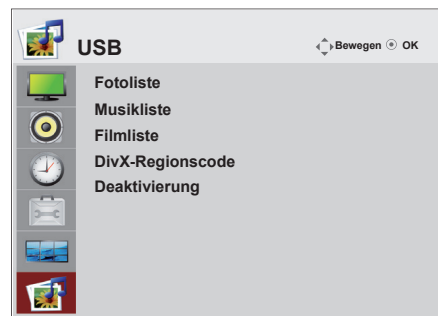 USB
Bewegen OK
Fotoliste
Musikliste
Filmliste
DivX-Regionscode
Deaktivierung